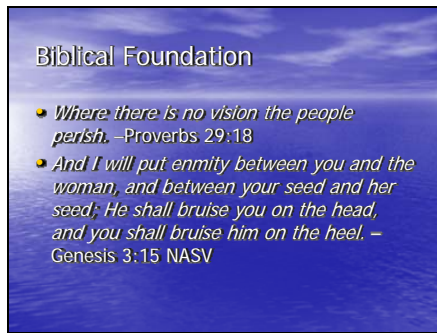 Biblical Foundation
Where there is no vision the people
perish. –Proverbs 29:18
And I will put enmity between you and the
woman, and between your seed and her
seed; He shall bruise you on the head,
and you shall bruise him on the heel. –
Genesis 3:15 NASV